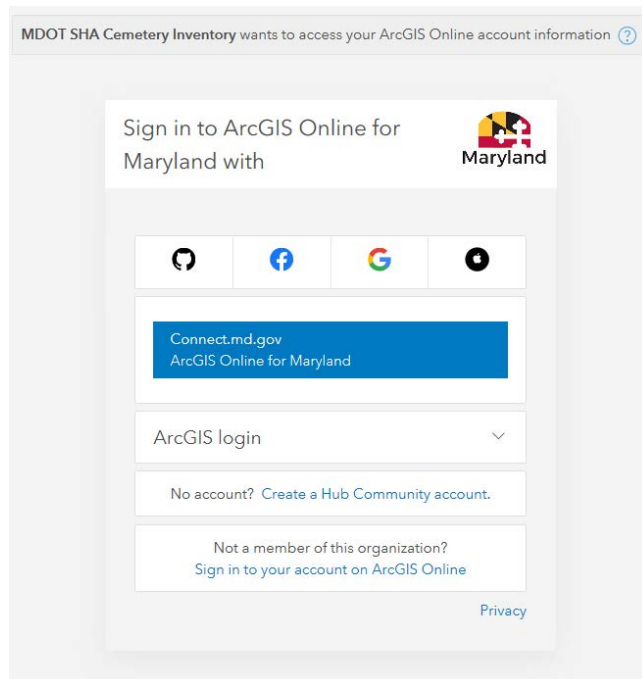 MDOT SHA Cemetery Inventory wants to access your ArcGIS Online account information ?
Sign in to ArcGIS Online for
Maryland with
Maryland
Connect.md.gov
ArcGIS Online for Maryland
ArcGIS login
No account? Create a Hub Community account.
Not a member of this organization?
Sign in to your account on ArcGIS Online
Privacy